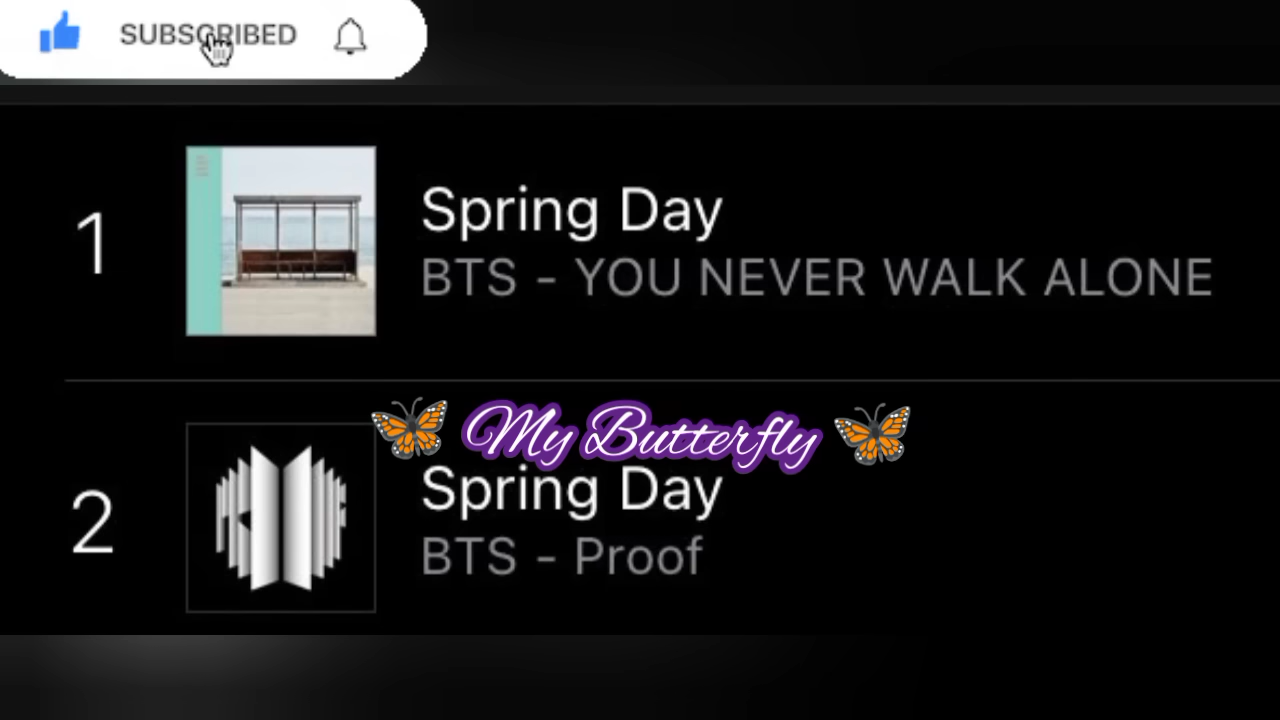 SUBSCRIBED
1
Spring Day
BTS - YOU NEVER WALK ALONE
My Butterfly
2
Spring Day
BTS - Proof